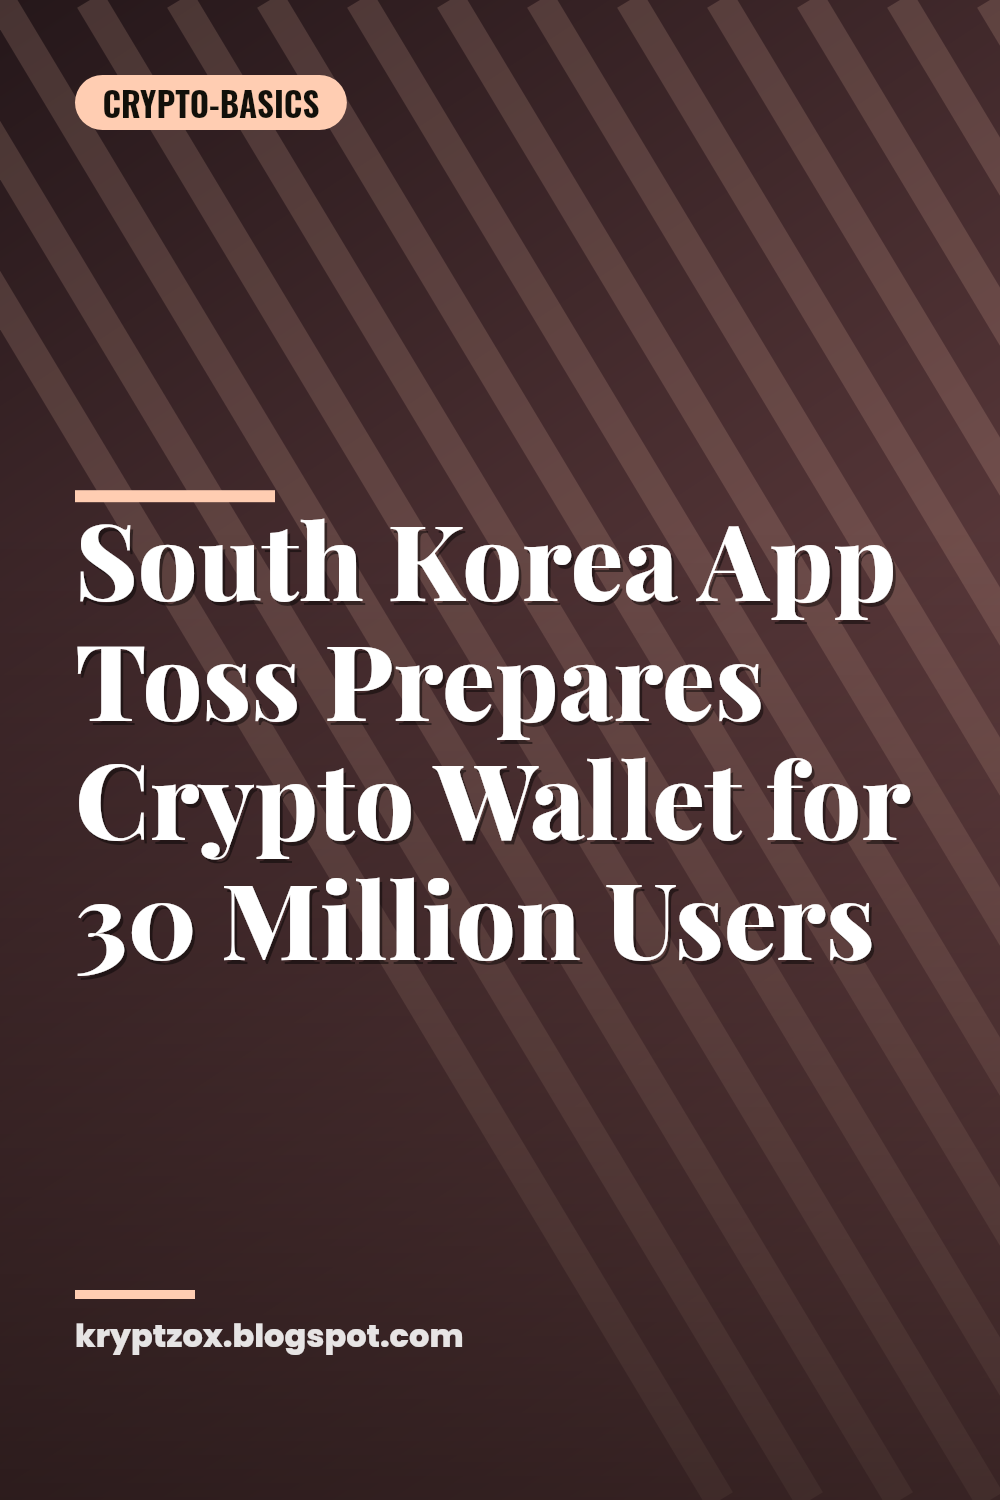 CRYPTO-BASICS
South Korea App
Toss Prepares
Crypto Wallet for
30 Million Users
kryptzox.blogspot.com